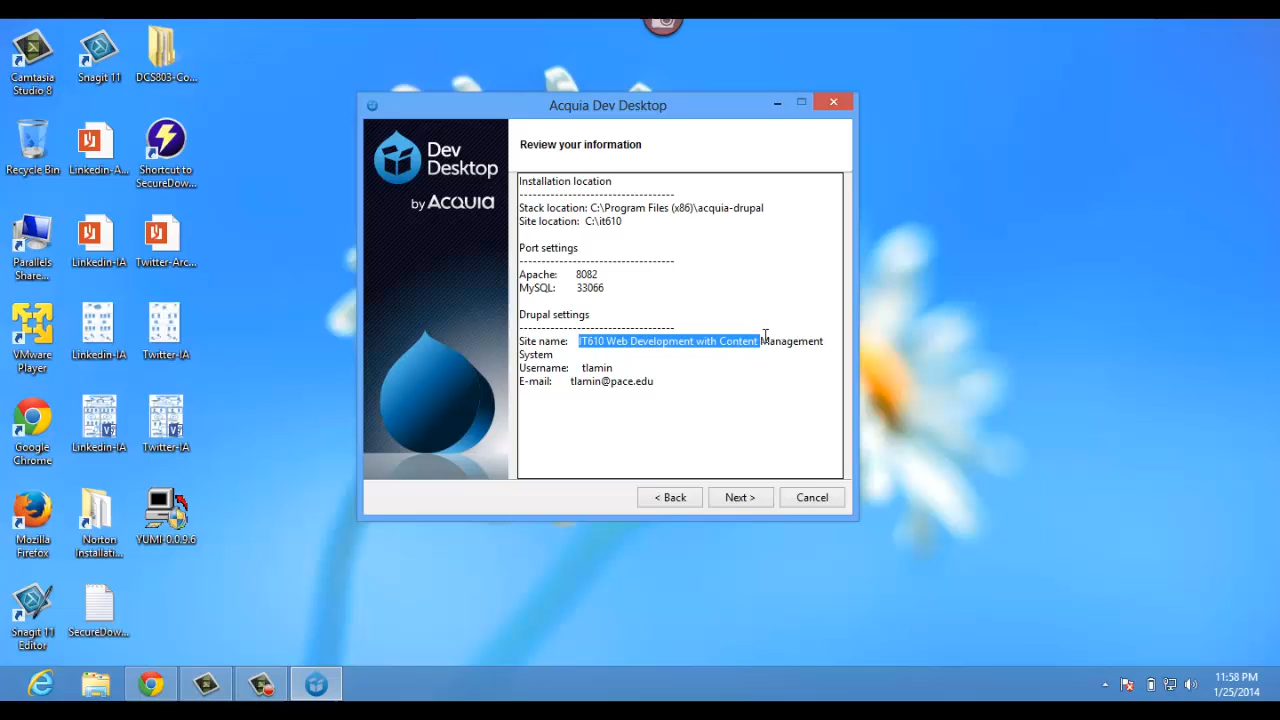 Camtasia
Studio 8
Snagit 11
DCS803-Co...
Recycle Bin
Linkedin-A...
Shortcut to
SecureDow...
Parallels
Share...
Linkedin-IA
Twitter-Arc...
VMware
Player
Linkedin-IA
Twitter-IA
Google
Chrome
Linkedin-IA
Twitter-IA
Mozilla
Firefox
Norton
Installati...
YUMI-0.0.9.6
Snagit 11
Editor
SecureDow...
Acquia Dev Desktop
Dev
Desktop
by ACQUIA
Review your information
Installation location
-----------------------------------
Stack location: C:\Program Files (x86)\acquia-drupal
Site location: C:\it610
Port settings
-----------------------------------
Apache: 8082
MySQL: 33066
Drupal settings
-----------------------------------
Site name: IT610 Web Development with Content Management
System
Username: tlamin
E-mail: tlamin@pace.edu
< Back
Next >
Cancel
11:58 PM
1/25/2014